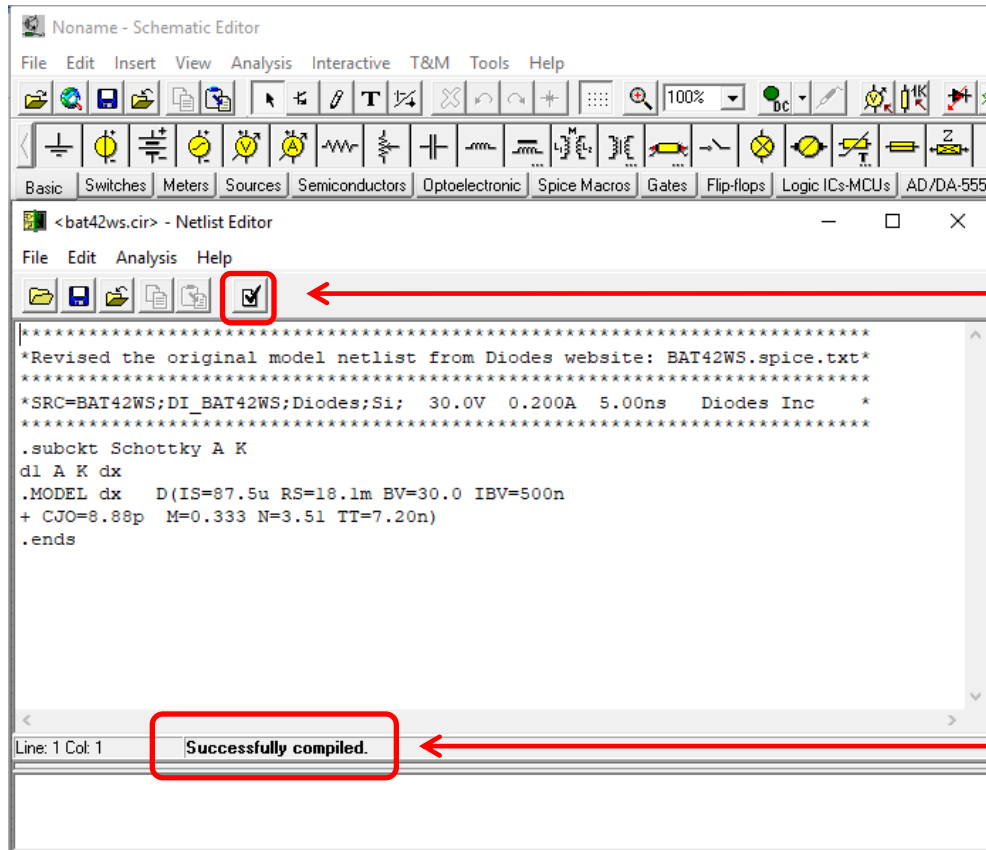 Noname - Schematic Editor
File Edit Insert View Analysis Interactive T&M Tools Help
T 100% DC 1K
M L1 L2 T Z
Basic Switches Meters Sources Semiconductors Optoelectronic Spice Macros Gates Flip-flops Logic ICs-MCUs AD/DA-555
<bat42ws.cir> - Netlist Editor
File Edit Analysis Help
***************************************************************************
*Revised the original model netlist from Diodes website: BAT42WS.spice.txt*
***************************************************************************
*SRC=BAT42WS;DI_BAT42WS;Diodes;Si;  30.0V  0.200A  5.00ns   Diodes Inc    *
***************************************************************************
.subckt Schottky A K
d1 A K dx
.MODEL dx   D(IS=87.5u RS=18.1m BV=30.0 IBV=500n
+ CJO=8.88p  M=0.333 N=3.51 TT=7.20n)
.ends
Line: 1 Col: 1 Successfully compiled.